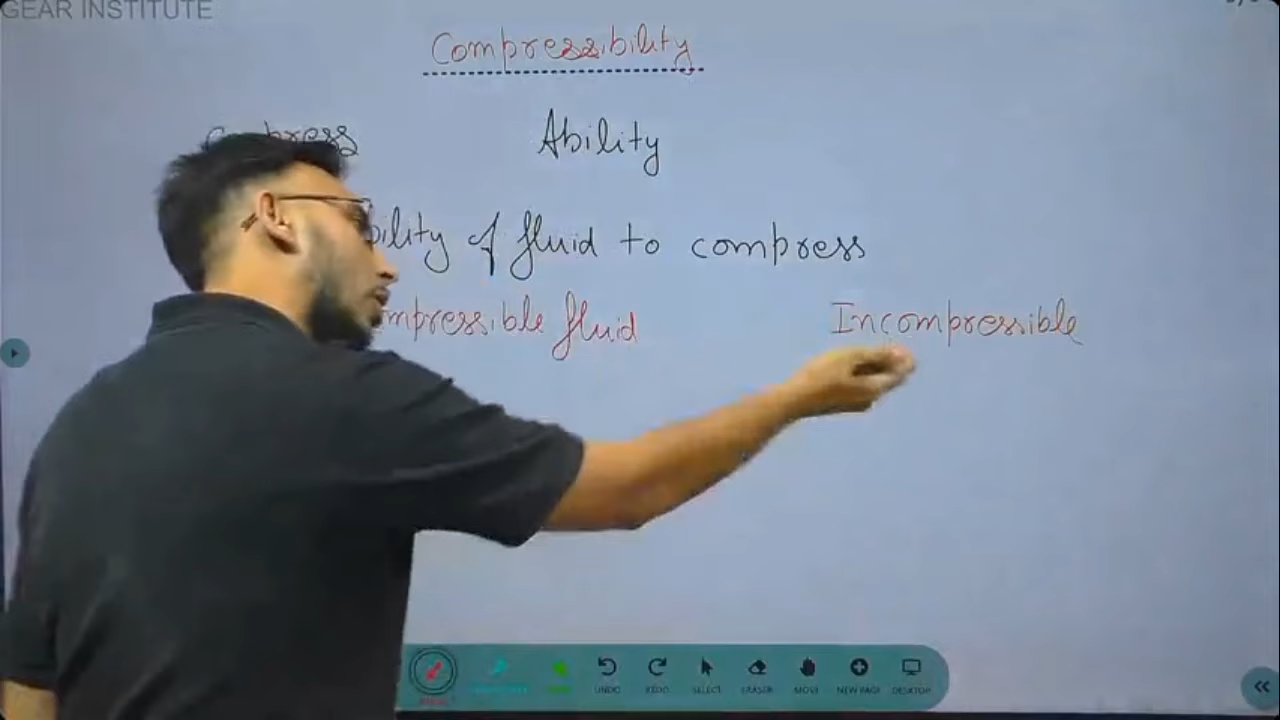 GEAR INSTITUTE
Compressibility
Ability
of fluid to compress
fluid Incompressible
UNDO REDO SELECT ERASER MOVE NEW PAGE DESKTOP